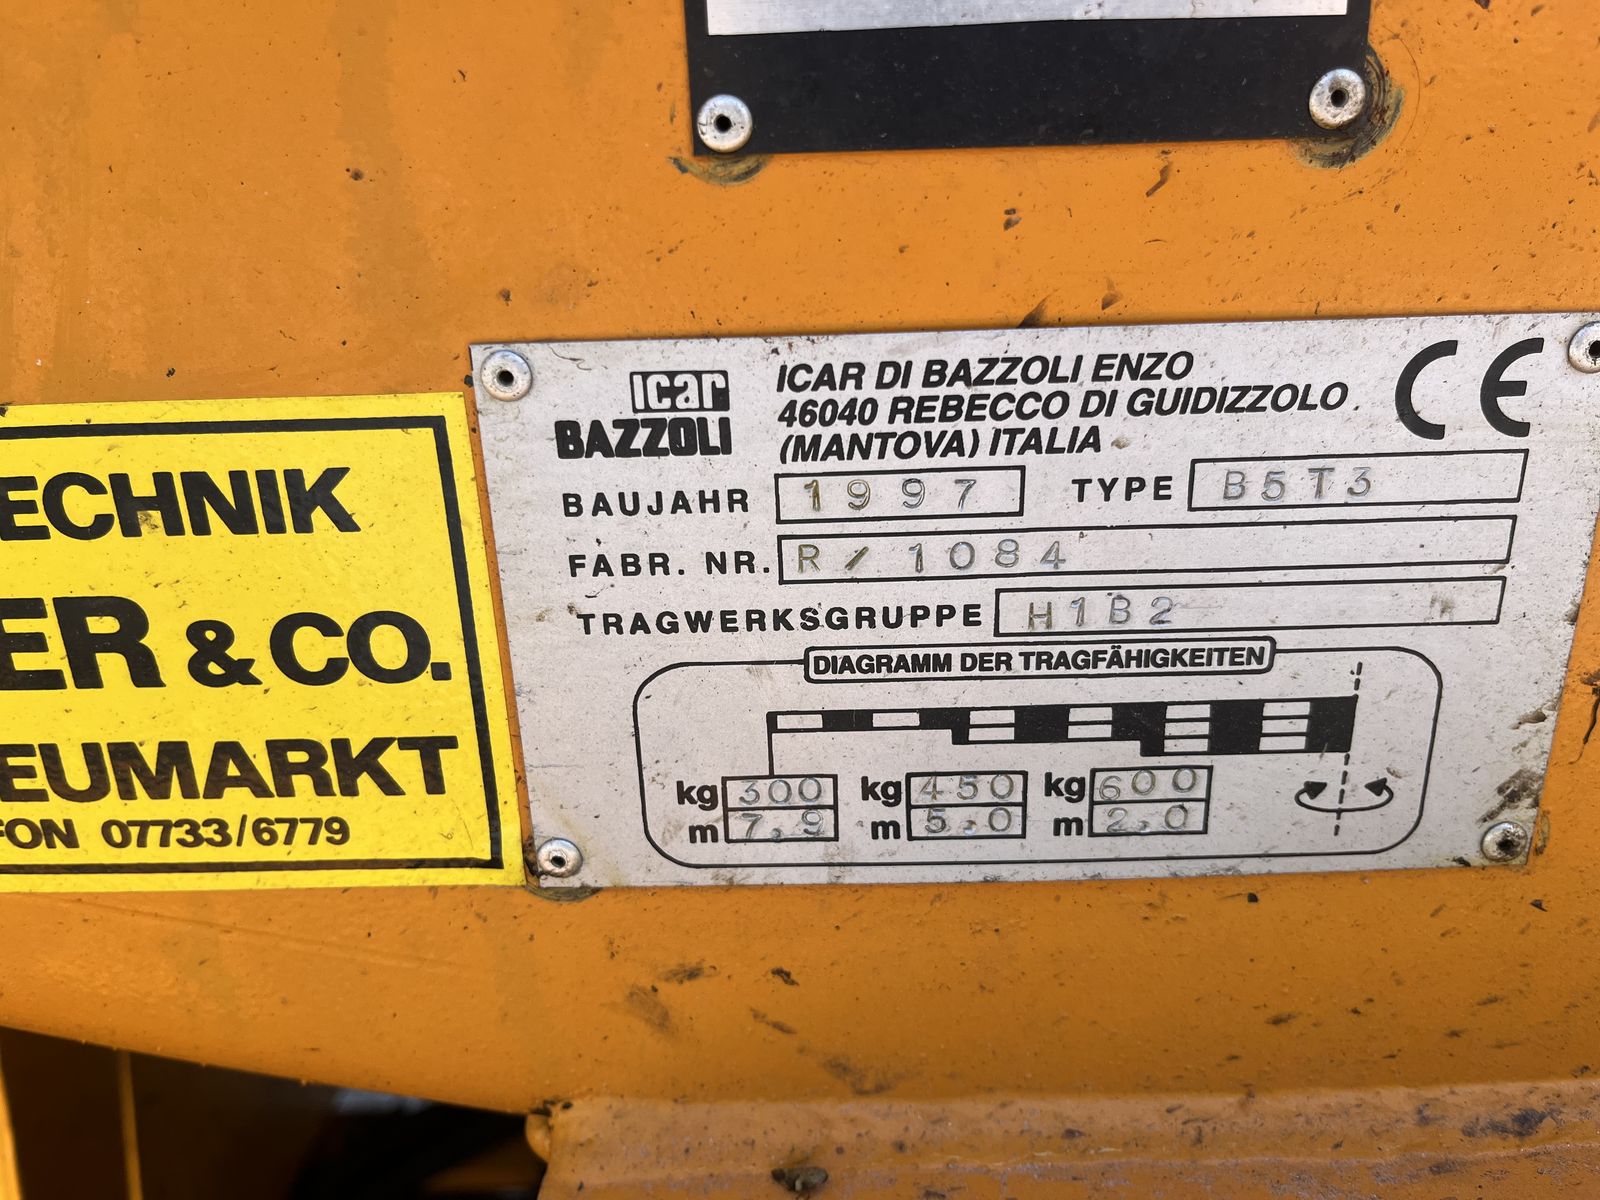 ECHNIK
ER & CO.
EUMARKT
FON 07733/6779
Icar
BAZZOLI
ICAR DI BAZZOLI ENZO
46040 REBECCO DI GUIDIZZOLO
(MANTOVA) ITALIA
CE
BAUJAHR 1997 TYPE B5T3
FABR. NR. R/1084
TRAGWERKSGRUPPE H1B2
DIAGRAMM DER TRAGFÄHIGKEITEN
kg 300 kg 450 kg 600
m 7,9 m 5,0 m 2,0